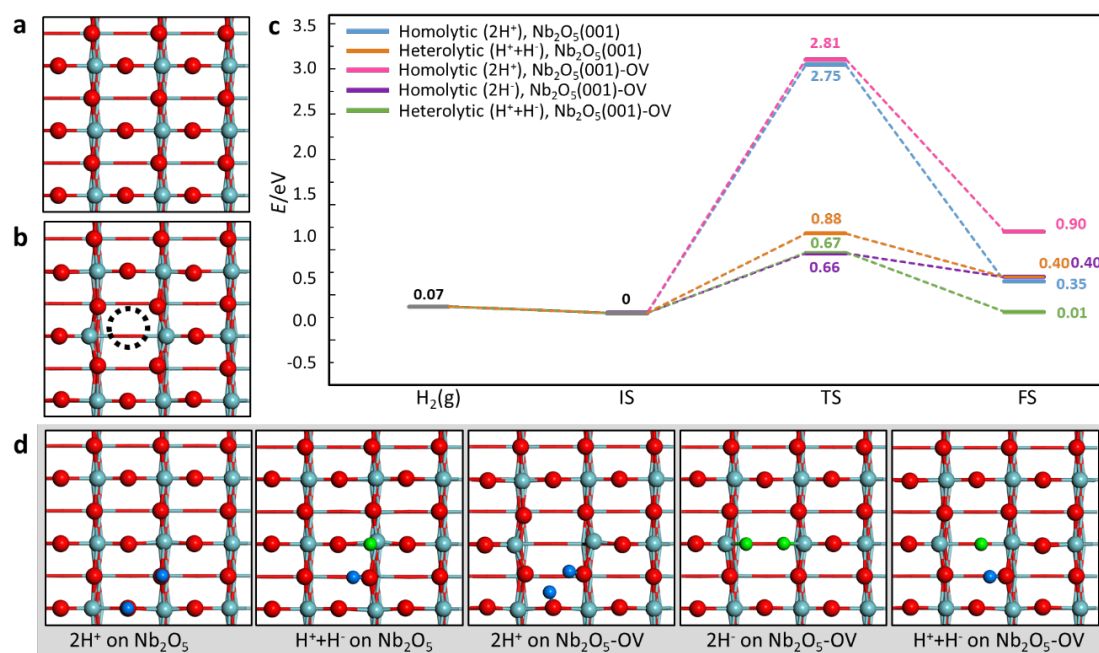 a
b
c
Homolytic (2H⁺), Nb₂O₅(001)
Heterolytic (H⁺+H⁻), Nb₂O₅(001)
Homolytic (2H⁺), Nb₂O₅(001)-OV
Homolytic (2H⁻), Nb₂O₅(001)-OV
Heterolytic (H⁺+H⁻), Nb₂O₅(001)-OV
3.5
3.0
2.5
2.0
1.5
1.0
0.5
0.0
-0.5
E/eV
0.07
0
2.81
2.75
0.88
0.67
0.66
0.90
0.40 0.40
0.35
0.01
H₂(g) IS TS FS
d
2H⁺ on Nb₂O₅
H⁺+H⁻ on Nb₂O₅
2H⁺ on Nb₂O₅-OV
2H⁻ on Nb₂O₅-OV
H⁺+H⁻ on Nb₂O₅-OV